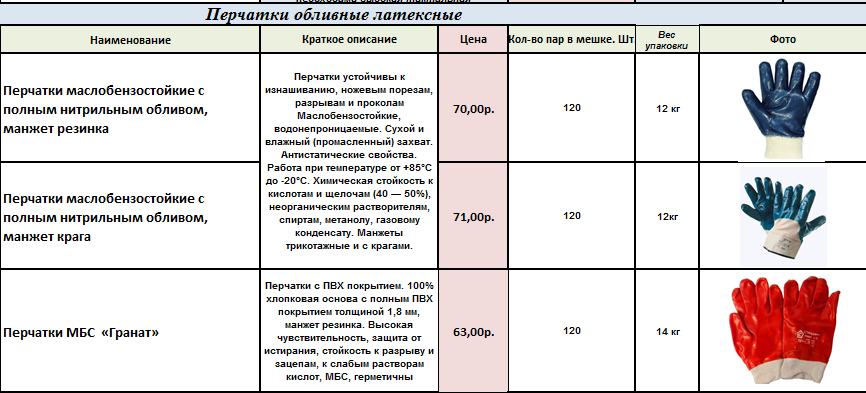 Перчатки обливные латексные
Наименование
Краткое описание
Цена
Кол-во пар в мешке. Шт
Вес
упаковки
Фото
Перчатки маслобензостойкие с
полным нитрильным обливом,
манжет резинка
Перчатки устойчивы к
изнашиванию, ножевым порезам,
разрывам и проколам
Маслобензостойкие,
водонепроницаемые. Сухой и
влажный (промасленный) захват.
Антистатические свойства.
Работа при температуре от +85°С
до -20°С. Химическая стойкость к
кислотам и щелочам (40 — 50%),
неорганическим растворителям,
спиртам, метанолу, газовому
конденсату. Манжеты
трикотажные и с крагами.
70,00р.
120
12 кг
Перчатки маслобензостойкие с
полным нитрильным обливом,
манжет крага
71,00р.
120
12кг
Перчатки МБС «Гранат»
Перчатки с ПВХ покрытием. 100%
хлопковая основа с полным ПВХ
покрытием толщиной 1,8 мм,
манжет резинка. Высокая
чувствительность, защита от
истирания, стойкость к разрыву и
зацепам, к слабым растворам
кислот, МБС, герметичны
63,00р.
120
14 кг